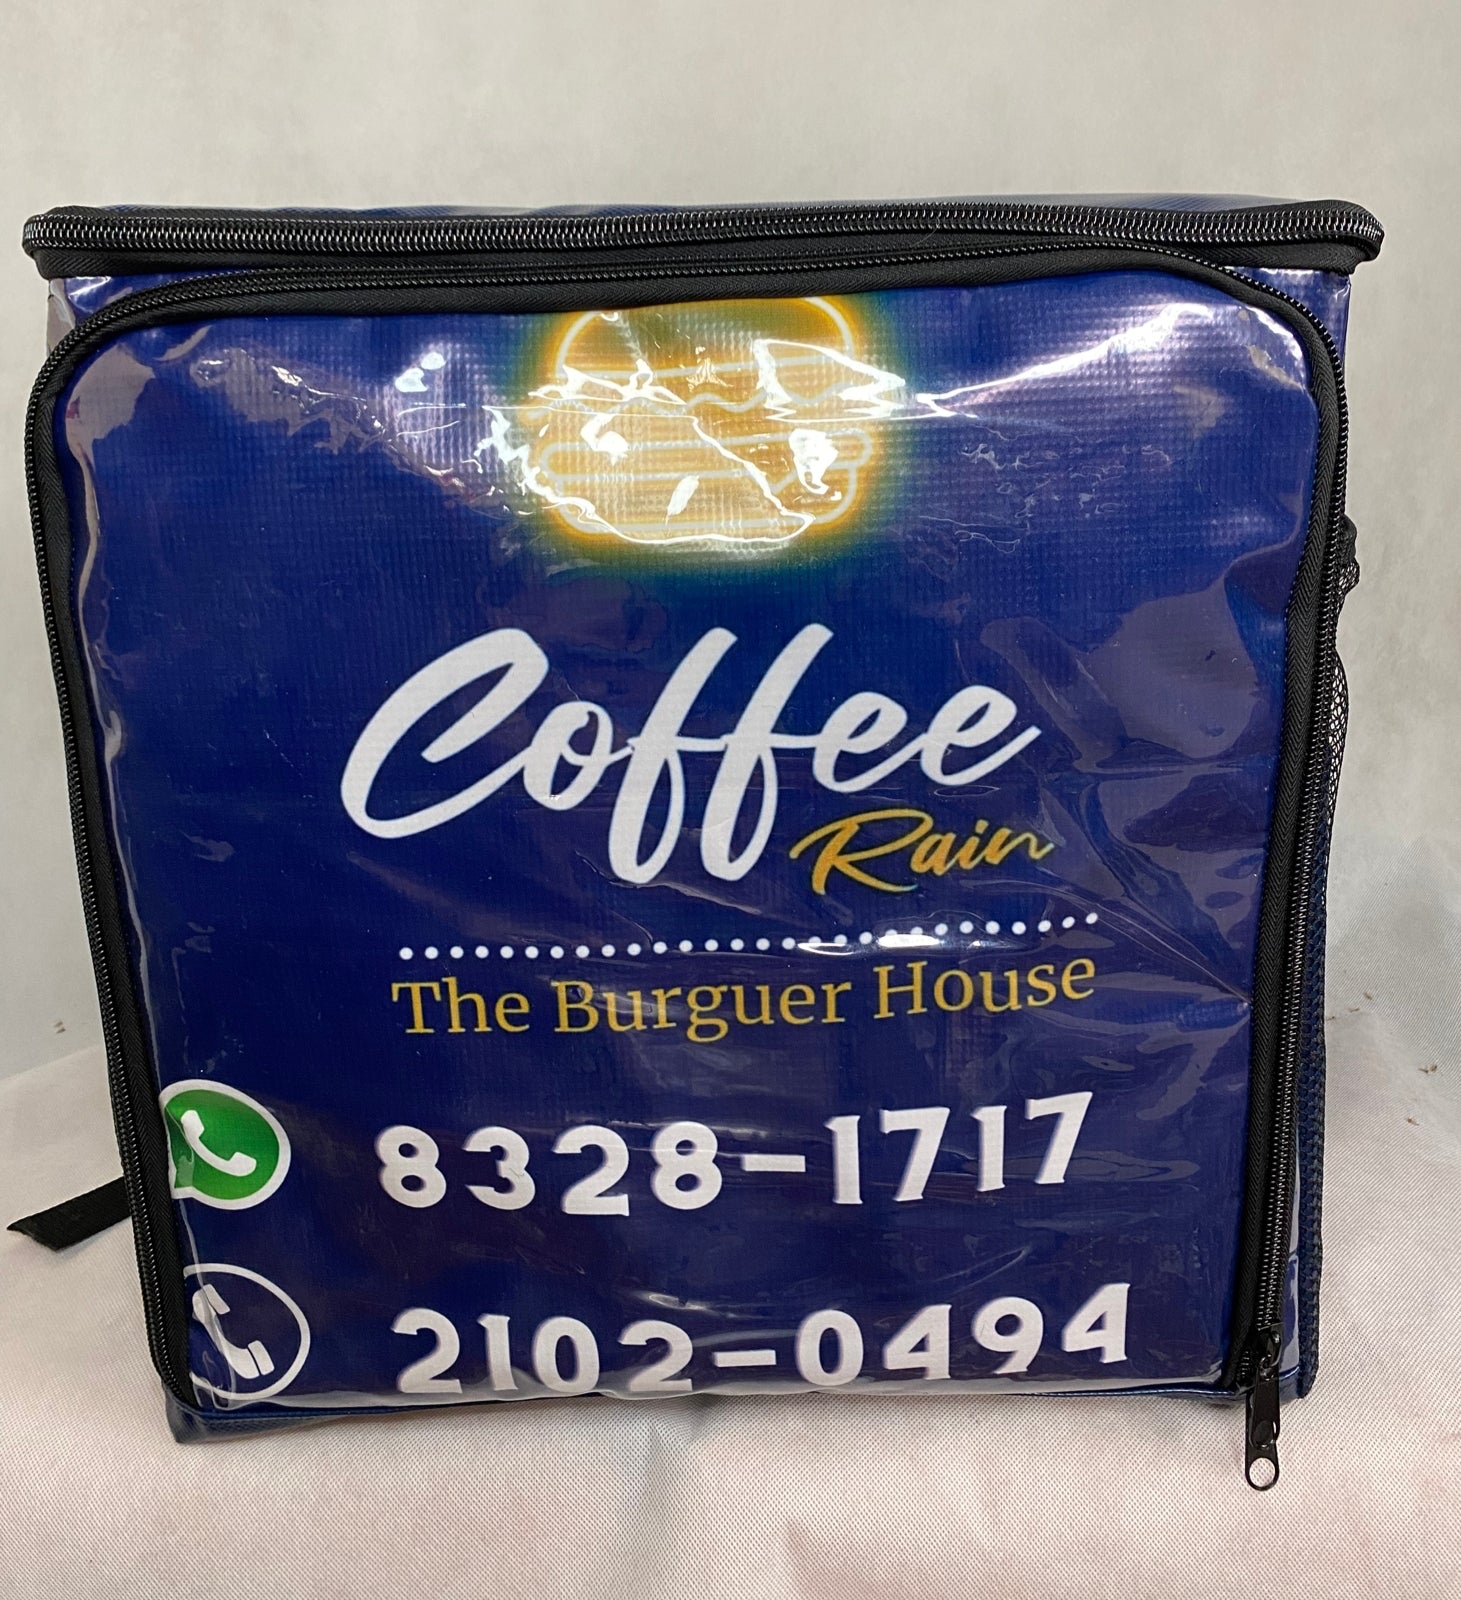 Coffee
Rain
The Burguer House
8328-1717
2102-0494